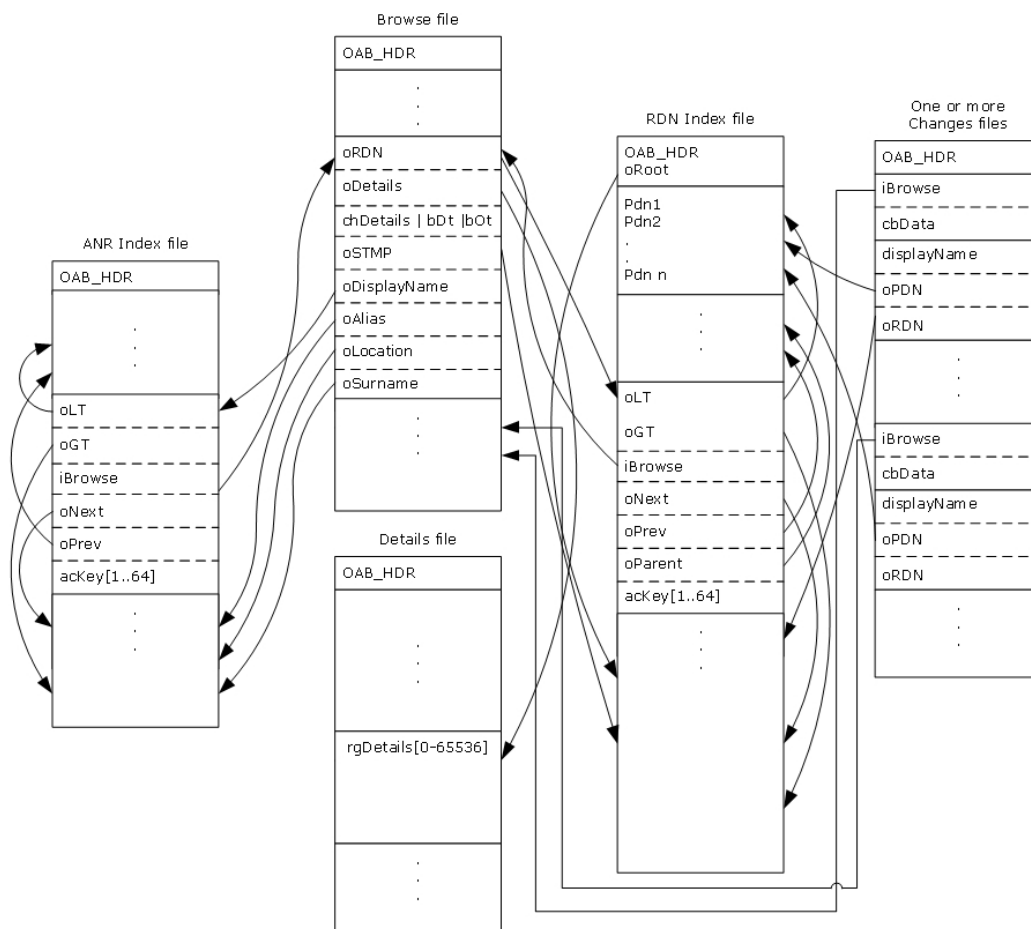 Browse file
OAB_HDR
.
.
.
oRDN
oDetails
chDetails | bDt |bOt
oSTMP
oDisplayName
oAlias
oLocation
oSurname
.
.
.
ANR Index file
OAB_HDR
.
.
.
oLT
oGT
iBrowse
oNext
oPrev
acKey[1..64]
.
.
.
Details file
OAB_HDR
.
.
.
rgDetails[0-65536]
.
.
.
RDN Index file
OAB_HDR
oRoot
Pdn1
Pdn2
.
.
Pdn n
.
.
.
oLT
oGT
iBrowse
oNext
oPrev
oParent
acKey[1..64]
.
.
.
One or more
Changes files
OAB_HDR
iBrowse
cbData
displayName
oPDN
oRDN
.
.
.
iBrowse
cbData
displayName
oPDN
oRDN
.
.
.